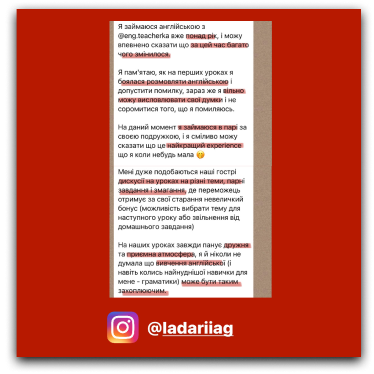 Я займаюся англійською з
@eng.teacherka вже понад рік, і можу
впевнено сказати що за цей час багато
чого змінилося.
Я памʼятаю, як на перших уроках я
боялася розмовляти англійською і
допустити помилку, зараз же я вільно
можу висловлювати свої думки і не
соромитися того, що я помиляюсь.
На даний момент я займаюся в парі за
своєю подружкою, і я сміливо можу
сказати що це найкращий experience
що я коли небудь мала 🤗
Мені дуже подобаються наші гострі
дискусії на уроках на різні теми, парні
завдання і змагання, де переможець
отримує за свої старання невеличкий
бонус (можливість вибрати тему для
наступного уроку або звільнення від
домашнього завдання)
На наших уроках завжди панує дружня
та приємна атмосфера, я й ніколи не
думала що вивчення англійської (і
навіть колись найнуднішої навички для
мене - граматики) може бути таким
захоплюючим.
@ladariiag